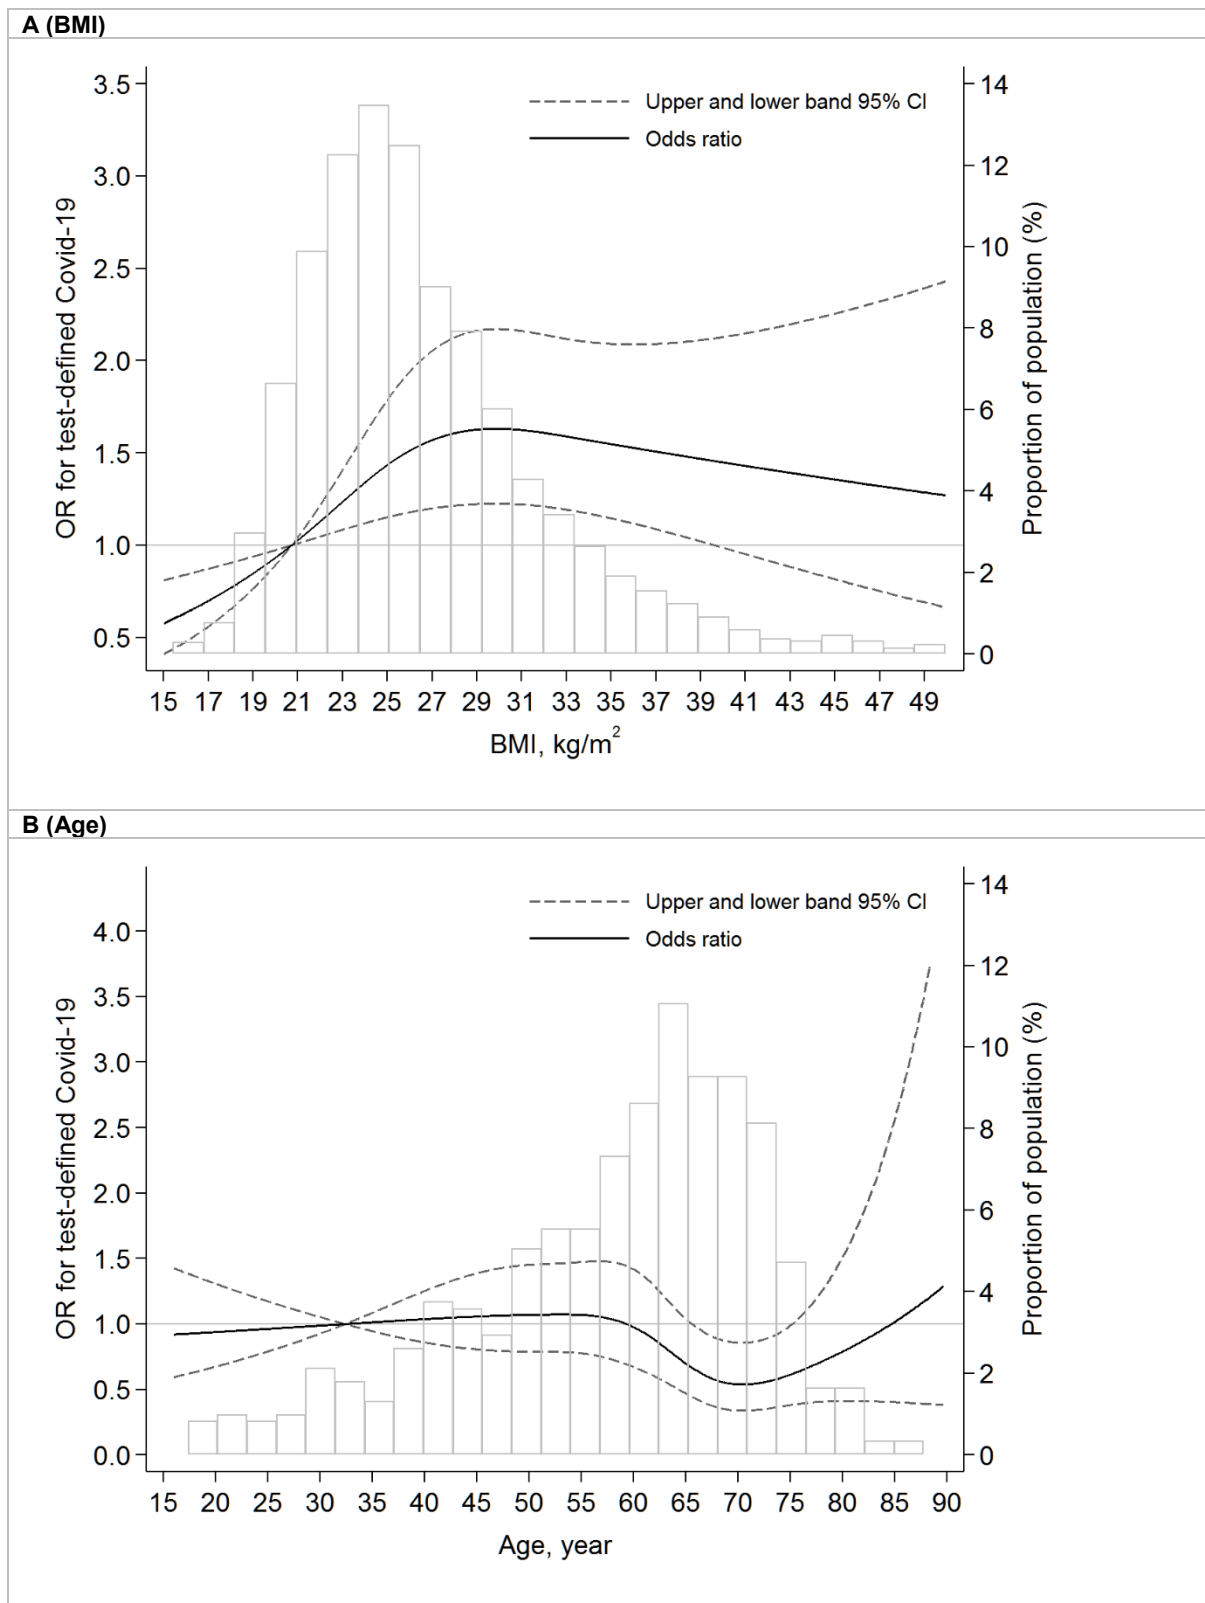 A (BMI)
Upper and lower band 95% CI
Odds ratio
OR for test-defined Covid-19
3.5
3.0
2.5
2.0
1.5
1.0
0.5
14
12
10
8
6
4
2
0
Proportion of population (%)
15 17 19 21 23 25 27 29 31 33 35 37 39 41 43 45 47 49
BMI, kg/m²
B (Age)
Upper and lower band 95% CI
Odds ratio
OR for test-defined Covid-19
4.0
3.5
3.0
2.5
2.0
1.5
1.0
0.5
0.0
14
12
10
8
6
4
2
0
Proportion of population (%)
15 20 25 30 35 40 45 50 55 60 65 70 75 80 85 90
Age, year